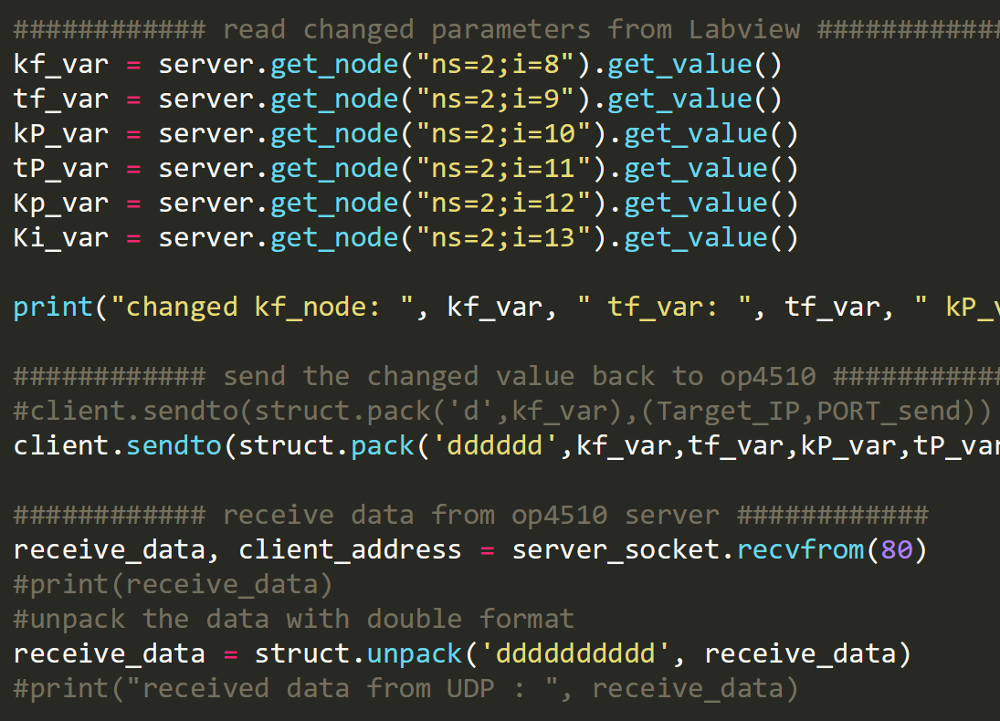 ############ read changed parameters from Labview ############
kf_var = server.get_node("ns=2;i=8").get_value()
tf_var = server.get_node("ns=2;i=9").get_value()
kP_var = server.get_node("ns=2;i=10").get_value()
tP_var = server.get_node("ns=2;i=11").get_value()
Kp_var = server.get_node("ns=2;i=12").get_value()
Ki_var = server.get_node("ns=2;i=13").get_value()
print("changed kf_node: ", kf_var, " tf_var: ", tf_var, " kP_v
############ send the changed value back to op4510 ###########
#client.sendto(struct.pack('d',kf_var),(Target_IP,PORT_send))
client.sendto(struct.pack('dddddd',kf_var,tf_var,kP_var,tP_var
############ receive data from op4510 server ############
receive_data, client_address = server_socket.recvfrom(80)
#print(receive_data)
#unpack the data with double format
receive_data = struct.unpack('dddddddddd', receive_data)
#print("received data from UDP : ", receive_data)